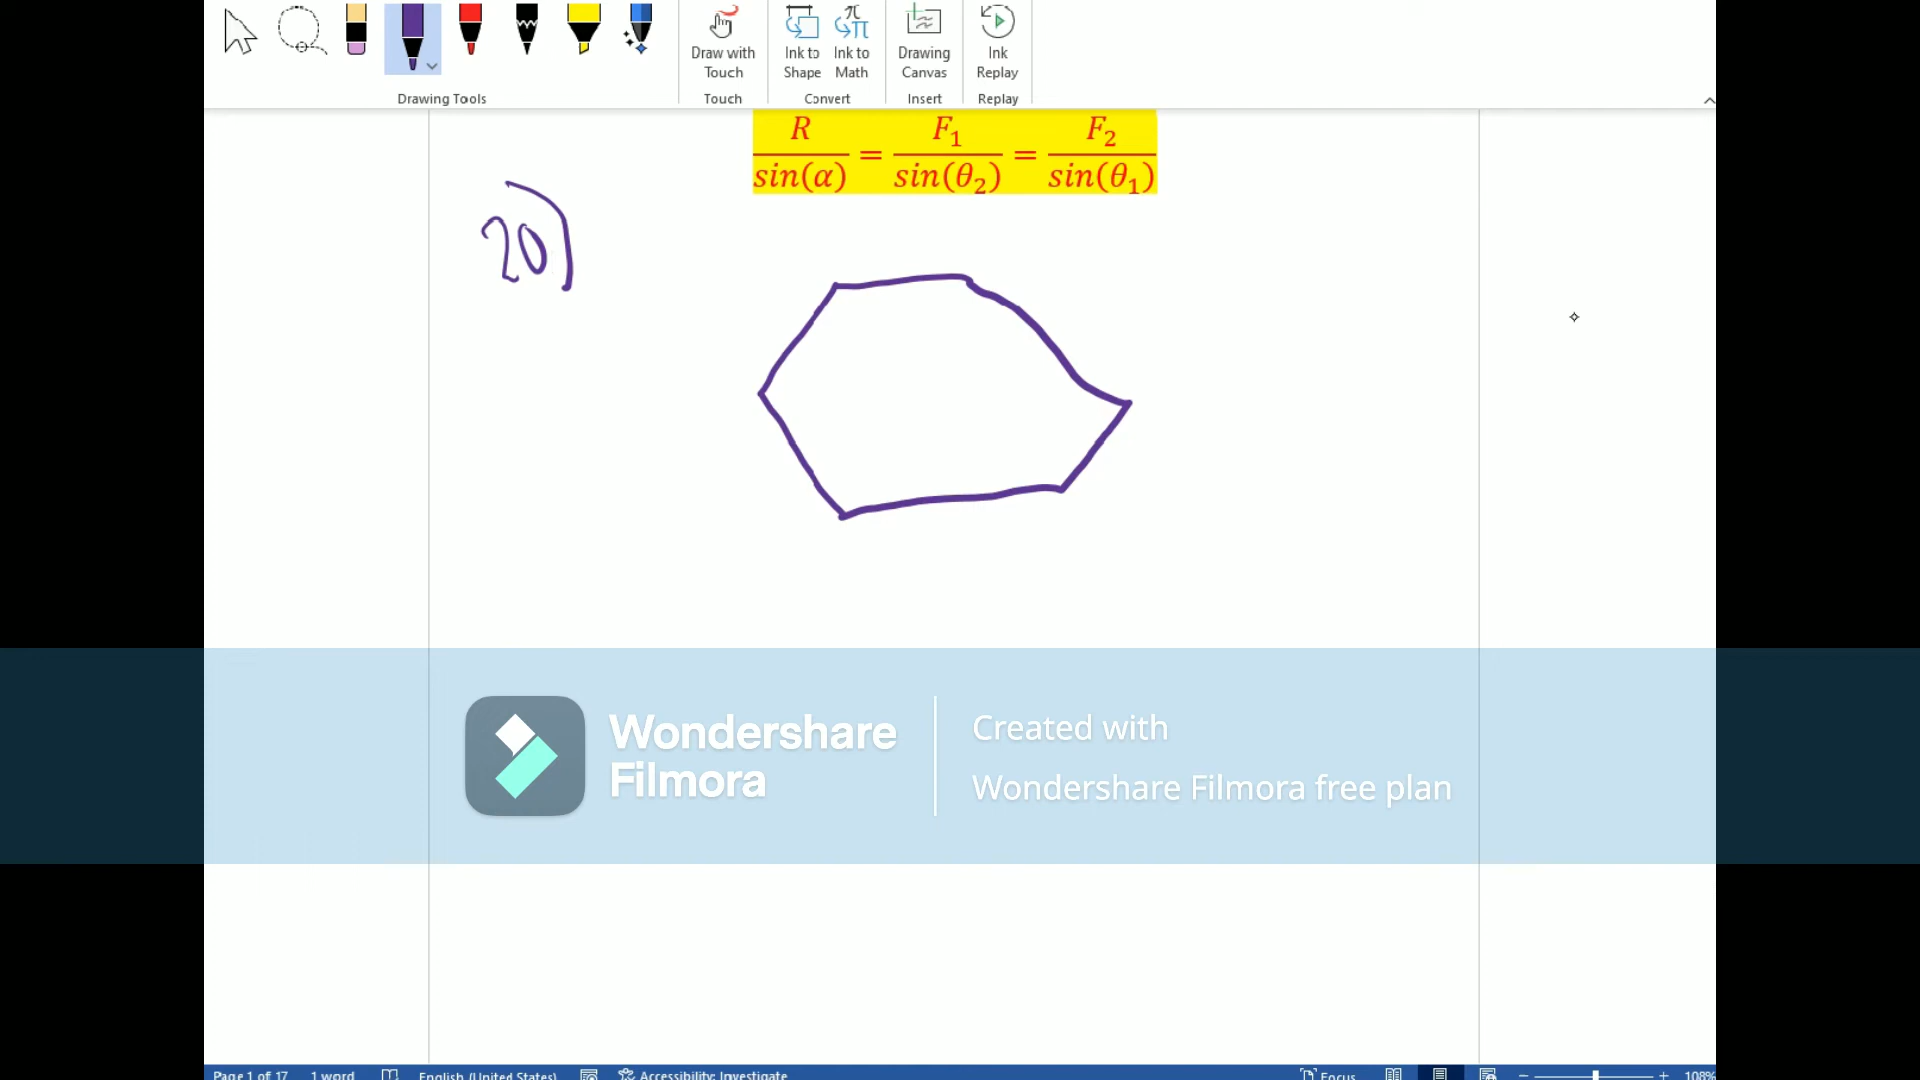 Draw with Touch
Ink to Shape
Ink to Math
Drawing Canvas
Ink Replay
Drawing Tools
Touch
Convert
Insert
Replay
R/sin(α) = F₁/sin(θ₂) = F₂/sin(θ₁)
20)
Wondershare
Filmora
Created with
Wondershare Filmora free plan
Page 1 of 17 1 word English (United States) Accessibility: Investigate Focus 108%